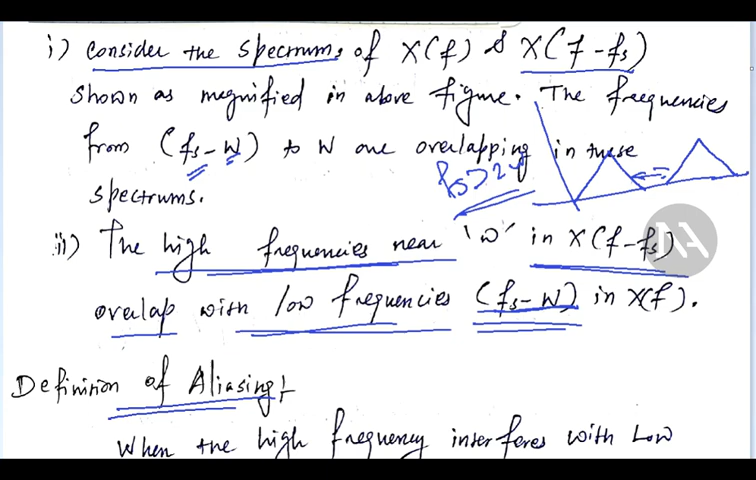 i) Consider the spectrums of X(f) & X(f-fs)
shown as magnified in above figure. The frequencies
from (fs-W) to W are overlapping in these
fs > 2W
spectrums.
ii) The high frequencies near 'w' in X(f-fs)
overlap with low frequencies (fs-W) in X(f).
Definition of Aliasing:-
When the high frequency interferes with Low